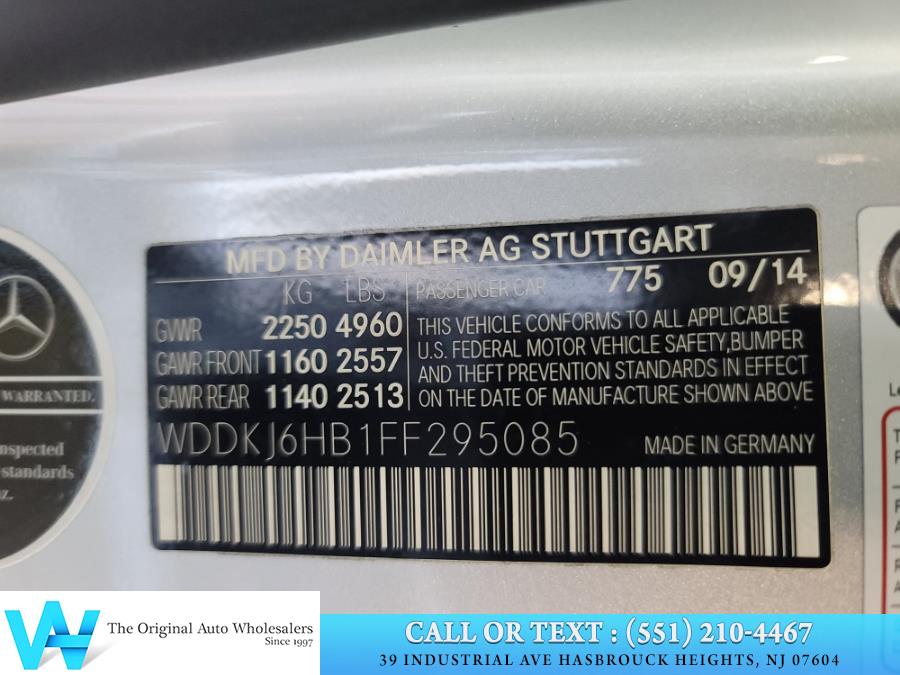 MFD BY DAIMLER AG STUTTGART
KG LBS PASSENGER CAR 775 09/14
GVWR 2250 4960 THIS VEHICLE CONFORMS TO ALL APPLICABLE
GAWR FRONT 1160 2557 U.S. FEDERAL MOTOR VEHICLE SAFETY, BUMPER
AND THEFT PREVENTION STANDARDS IN EFFECT
GAWR REAR 1140 2513 ON THE DATE OF MANUFACTURE SHOWN ABOVE
WDDKJ6HB1FF295085 MADE IN GERMANY
WARRANTED.
nspected
standards
W
The Original Auto Wholesalers
Since 1997
CALL OR TEXT : (551) 210-4467
39 INDUSTRIAL AVE HASBROUCK HEIGHTS, NJ 07604